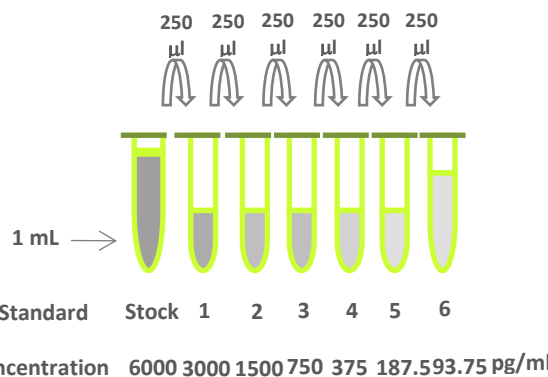 250 250 250 250 250 250
µl µl µl µl µl µl
1 mL
Standard Stock 1 2 3 4 5 6
ncentration 6000 3000 1500 750 375 187.5 93.75 pg/ml